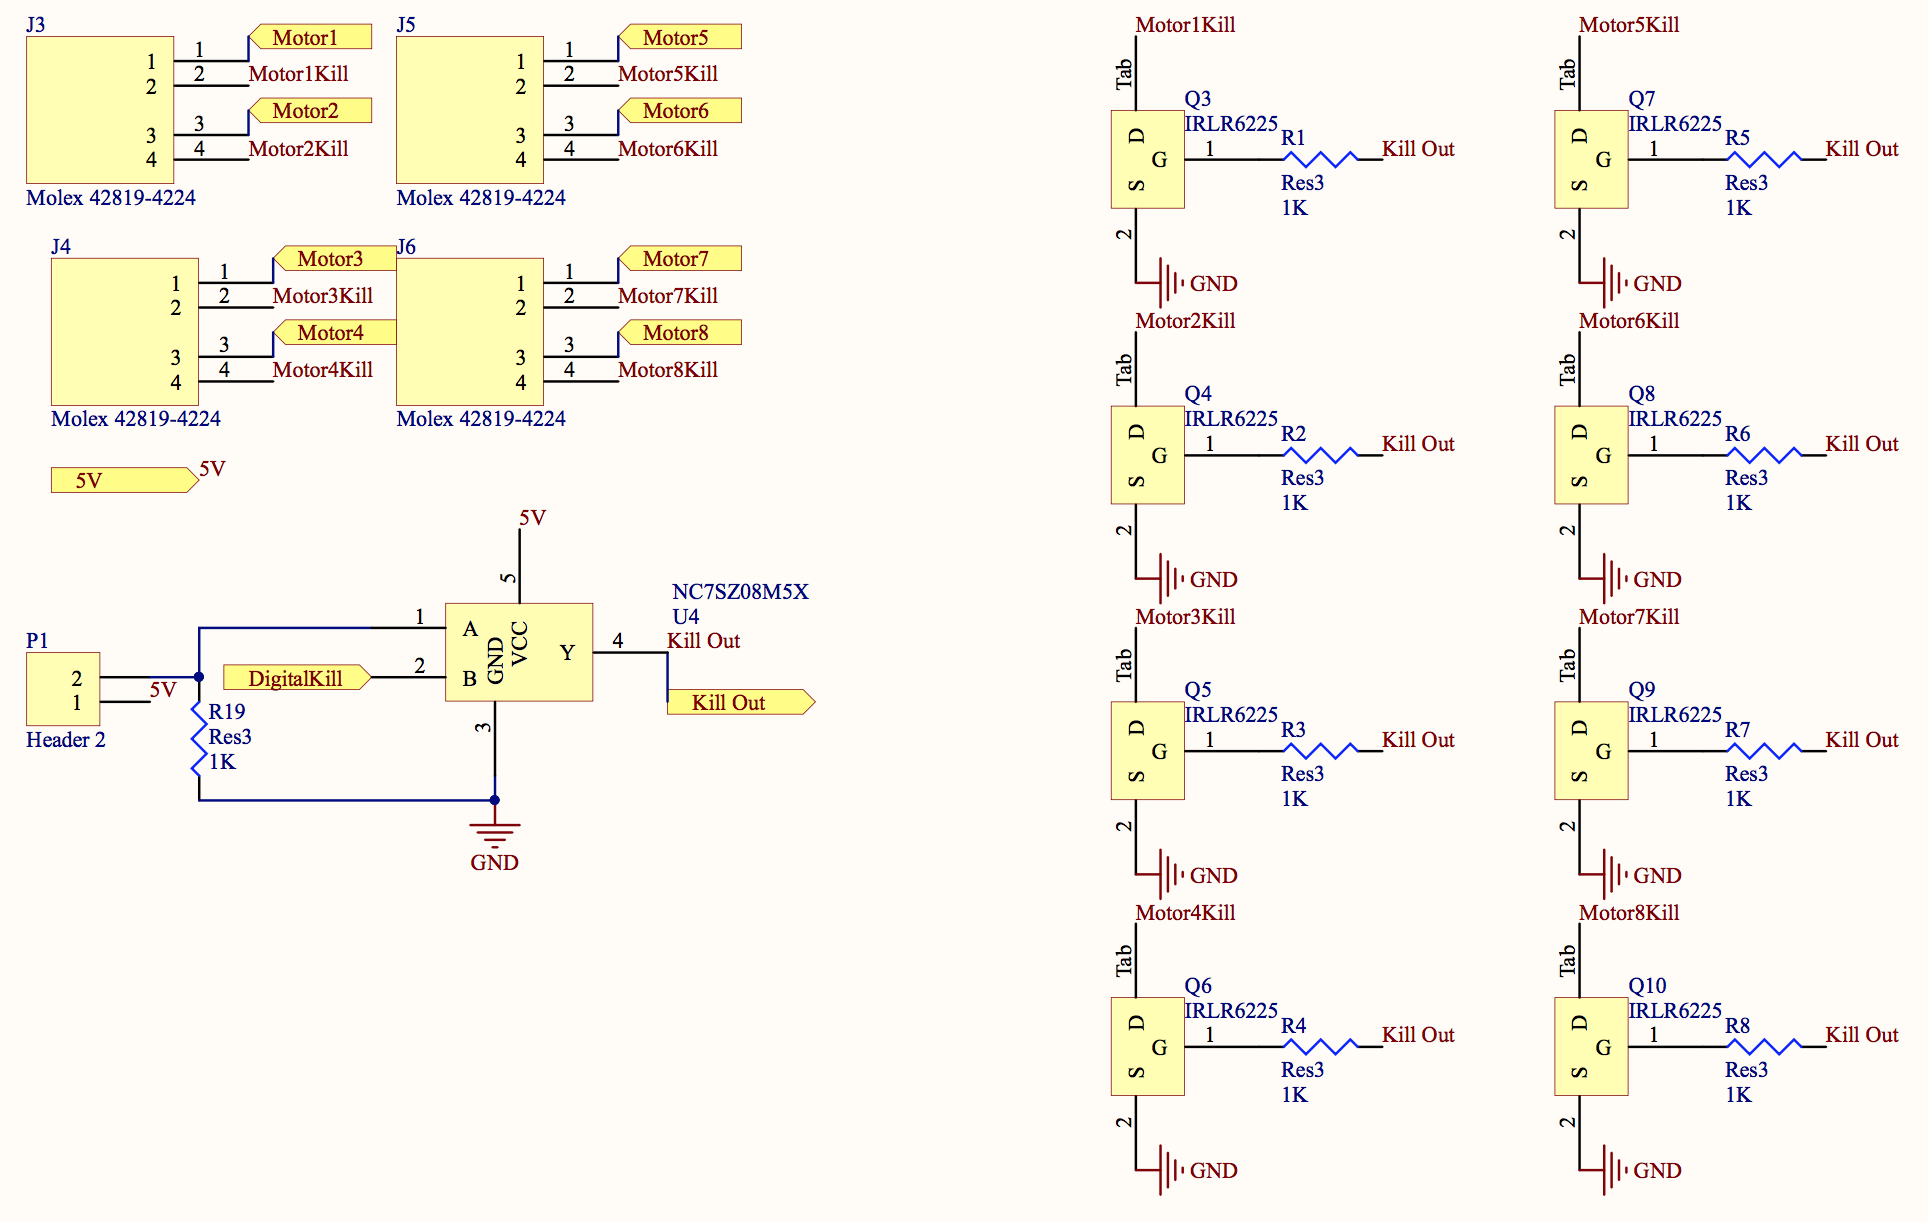 J3
1 1 Motor1
2 2 Motor1Kill
3 3 Motor2
4 4 Motor2Kill
Molex 42819-4224
J5
1 1 Motor5
2 2 Motor5Kill
3 3 Motor6
4 4 Motor6Kill
Molex 42819-4224
J4
1 1 Motor3
2 2 Motor3Kill
3 3 Motor4
4 4 Motor4Kill
Molex 42819-4224
J6
1 1 Motor7
2 2 Motor7Kill
3 3 Motor8
4 4 Motor8Kill
Molex 42819-4224
5V 5V
5V
5
NC7SZ08M5X
U4
P1
2
1 5V
Header 2
R19
Res3
1K
DigitalKill
1 A
2 B
GND
VCC
Y 4
Kill Out
Kill Out
3
GND
Motor1Kill
Tab
Q3
IRLR6225
D
G 1
S
R1
Res3
1K
Kill Out
2
GND
Motor2Kill
Tab
Q4
IRLR6225
D
G 1
S
R2
Res3
1K
Kill Out
2
GND
Motor3Kill
Tab
Q5
IRLR6225
D
G 1
S
R3
Res3
1K
Kill Out
2
GND
Motor4Kill
Tab
Q6
IRLR6225
D
G 1
S
R4
Res3
1K
Kill Out
2
GND
Motor5Kill
Tab
Q7
IRLR6225
D
G 1
S
R5
Res3
1K
Kill Out
2
GND
Motor6Kill
Tab
Q8
IRLR6225
D
G 1
S
R6
Res3
1K
Kill Out
2
GND
Motor7Kill
Tab
Q9
IRLR6225
D
G 1
S
R7
Res3
1K
Kill Out
2
GND
Motor8Kill
Tab
Q10
IRLR6225
D
G 1
S
R8
Res3
1K
Kill Out
2
GND